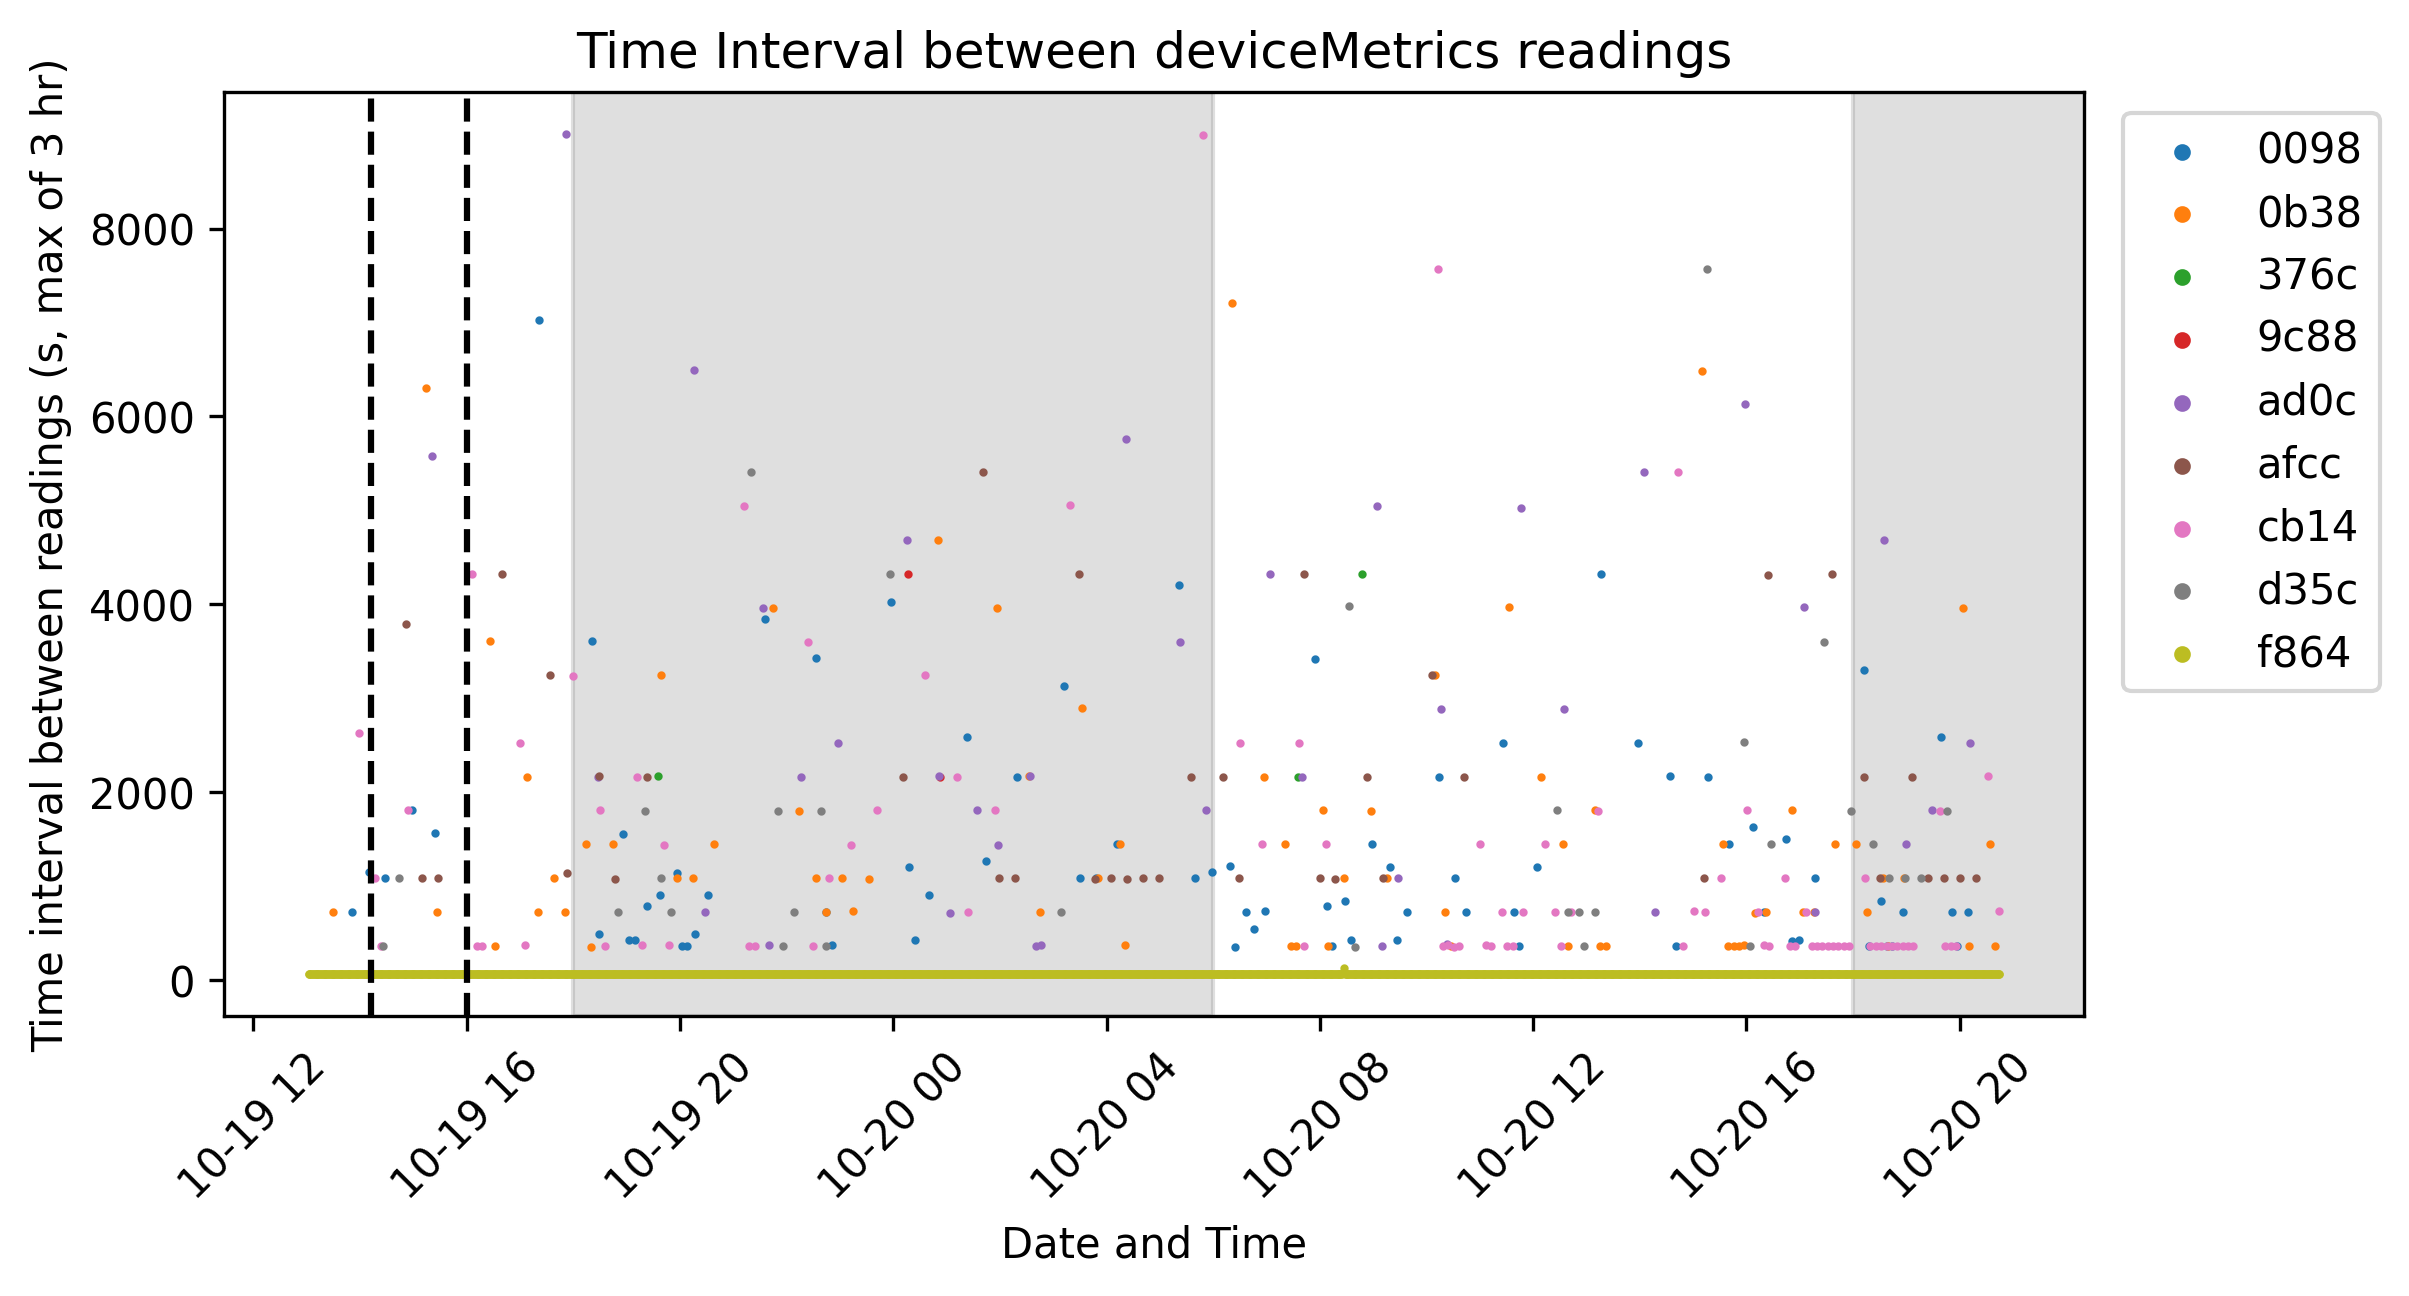 Time Interval between deviceMetrics readings
Time interval between readings (s, max of 3 hr)
8000
6000
4000
2000
0
10-19 12
10-19 16
10-19 20
10-20 00
10-20 04
10-20 08
10-20 12
10-20 16
10-20 20
Date and Time
0098
0b38
376c
9c88
ad0c
afcc
cb14
d35c
f864